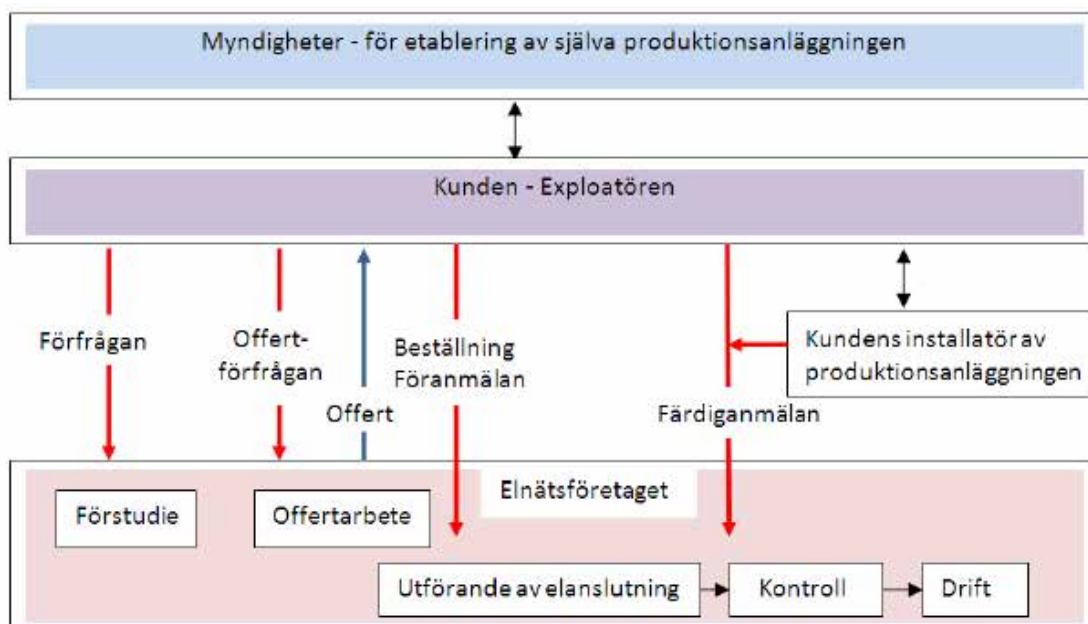 Myndigheter - för etablering av själva produktionsanläggningen
Kunden - Exploatören
Förfrågan
Offert-
förfrågan
Offert
Beställning
Föranmälan
Färdiganmälan
Kundens installatör av
produktionsanläggningen
Elnätsföretaget
Förstudie
Offertarbete
Utförande av elanslutning
Kontroll
Drift